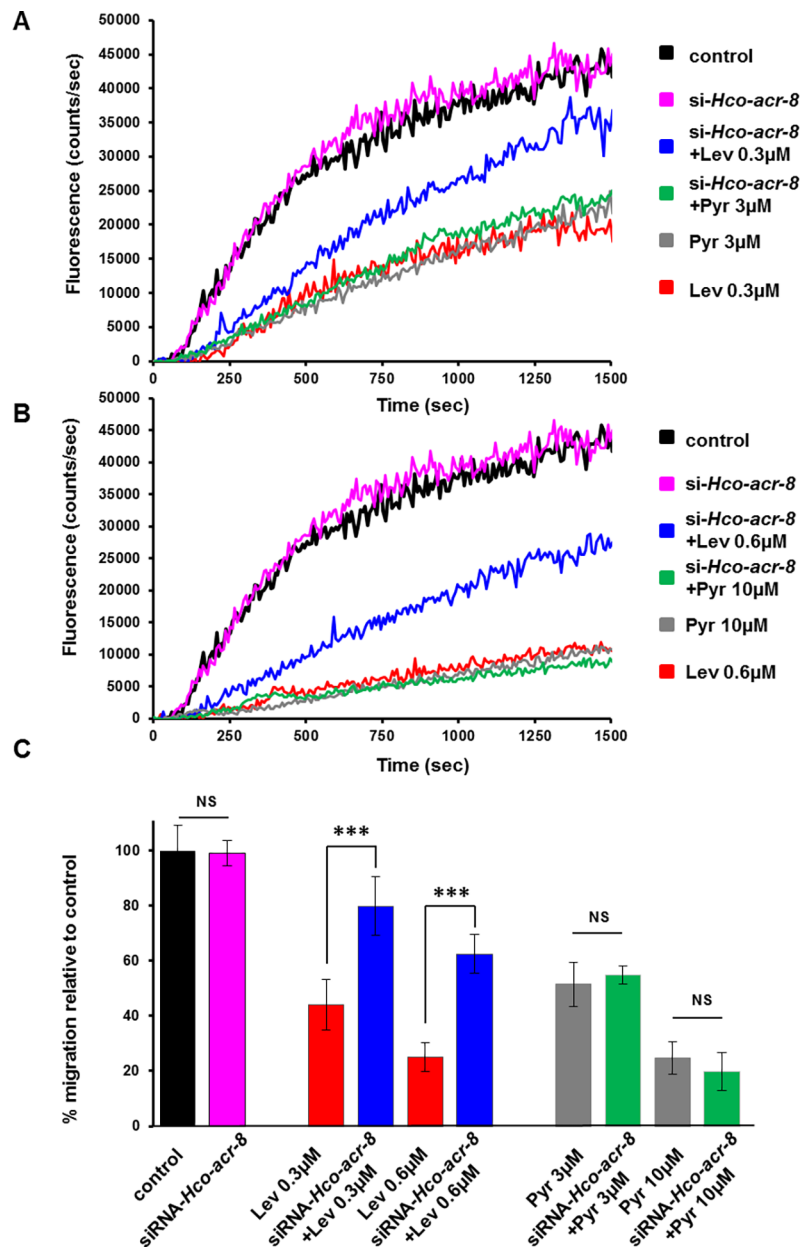 A
Fluorescence (counts/sec)
50000
45000
40000
35000
30000
25000
20000
15000
10000
5000
0
0 250 500 750 1000 1250 1500
Time (sec)
control
si-Hco-acr-8
si-Hco-acr-8
+Lev 0.3µM
si-Hco-acr-8
+Pyr 3µM
Pyr 3µM
Lev 0.3µM
B
Fluorescence (counts/sec)
50000
45000
40000
35000
30000
25000
20000
15000
10000
5000
0
0 250 500 750 1000 1250 1500
Time (sec)
control
si-Hco-acr-8
si-Hco-acr-8
+Lev 0.6µM
si-Hco-acr-8
+Pyr 10µM
Pyr 10µM
Lev 0.6µM
C
% migration relative to control
100
80
60
40
20
0
NS
***
***
NS
NS
control
siRNA-Hco-acr-8
Lev 0.3µM
siRNA-Hco-acr-8
+Lev 0.3µM
Lev 0.6µM
siRNA-Hco-acr-8
+Lev 0.6µM
Pyr 3µM
siRNA-Hco-acr-8
+Pyr 3µM
Pyr 10µM
siRNA-Hco-acr-8
+Pyr 10µM